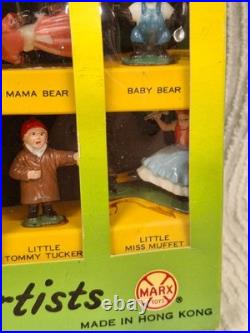 MAMA BEAR
BABY BEAR
LITTLE
TOMMY TUCKER
LITTLE
MISS MUFFET
rtists
MARX
TOYS
®
MADE IN HONG KONG